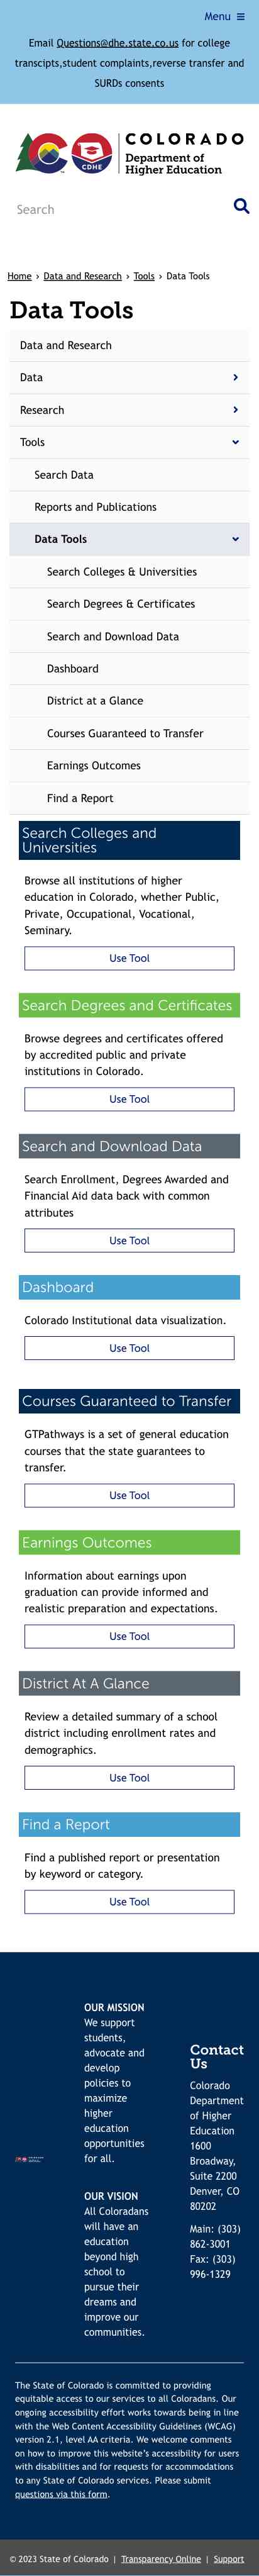 Menu
Email Questions@dhe.state.co.us for college
transcipts,student complaints,reverse transfer and
SURDs consents
CDHE
COLORADO
Department of
Higher Education
Search
Home › Data and Research › Tools › Data Tools
Data Tools
Data and Research
Data
Research
Tools
Search Data
Reports and Publications
Data Tools
Search Colleges & Universities
Search Degrees & Certificates
Search and Download Data
Dashboard
District at a Glance
Courses Guaranteed to Transfer
Earnings Outcomes
Find a Report
Search Colleges and
Universities
Browse all institutions of higher
education in Colorado, whether Public,
Private, Occupational, Vocational,
Seminary.
Use Tool
Search Degrees and Certificates
Browse degrees and certificates offered
by accredited public and private
institutions in Colorado.
Use Tool
Search and Download Data
Search Enrollment, Degrees Awarded and
Financial Aid data back with common
attributes
Use Tool
Dashboard
Colorado Institutional data visualization.
Use Tool
Courses Guaranteed to Transfer
GTPathways is a set of general education
courses that the state guarantees to
transfer.
Use Tool
Earnings Outcomes
Information about earnings upon
graduation can provide informed and
realistic preparation and expectations.
Use Tool
District At A Glance
Review a detailed summary of a school
district including enrollment rates and
demographics.
Use Tool
Find a Report
Find a published report or presentation
by keyword or category.
Use Tool
OUR MISSION
We support
students,
advocate and
develop
policies to
maximize
higher
education
opportunities
for all.
OUR VISION
All Coloradans
will have an
education
beyond high
school to
pursue their
dreams and
improve our
communities.
Contact
Us
Colorado
Department
of Higher
Education
1600
Broadway,
Suite 2200
Denver, CO
80202
Main: (303)
862-3001
Fax: (303)
996-1329
The State of Colorado is committed to providing
equitable access to our services to all Coloradans. Our
ongoing accessibility effort works towards being in line
with the Web Content Accessibility Guidelines (WCAG)
version 2.1, level AA criteria. We welcome comments
on how to improve this website's accessibility for users
with disabilities and for requests for accommodations
to any State of Colorado services. Please submit
questions via this form.
© 2023 State of Colorado | Transparency Online | Support